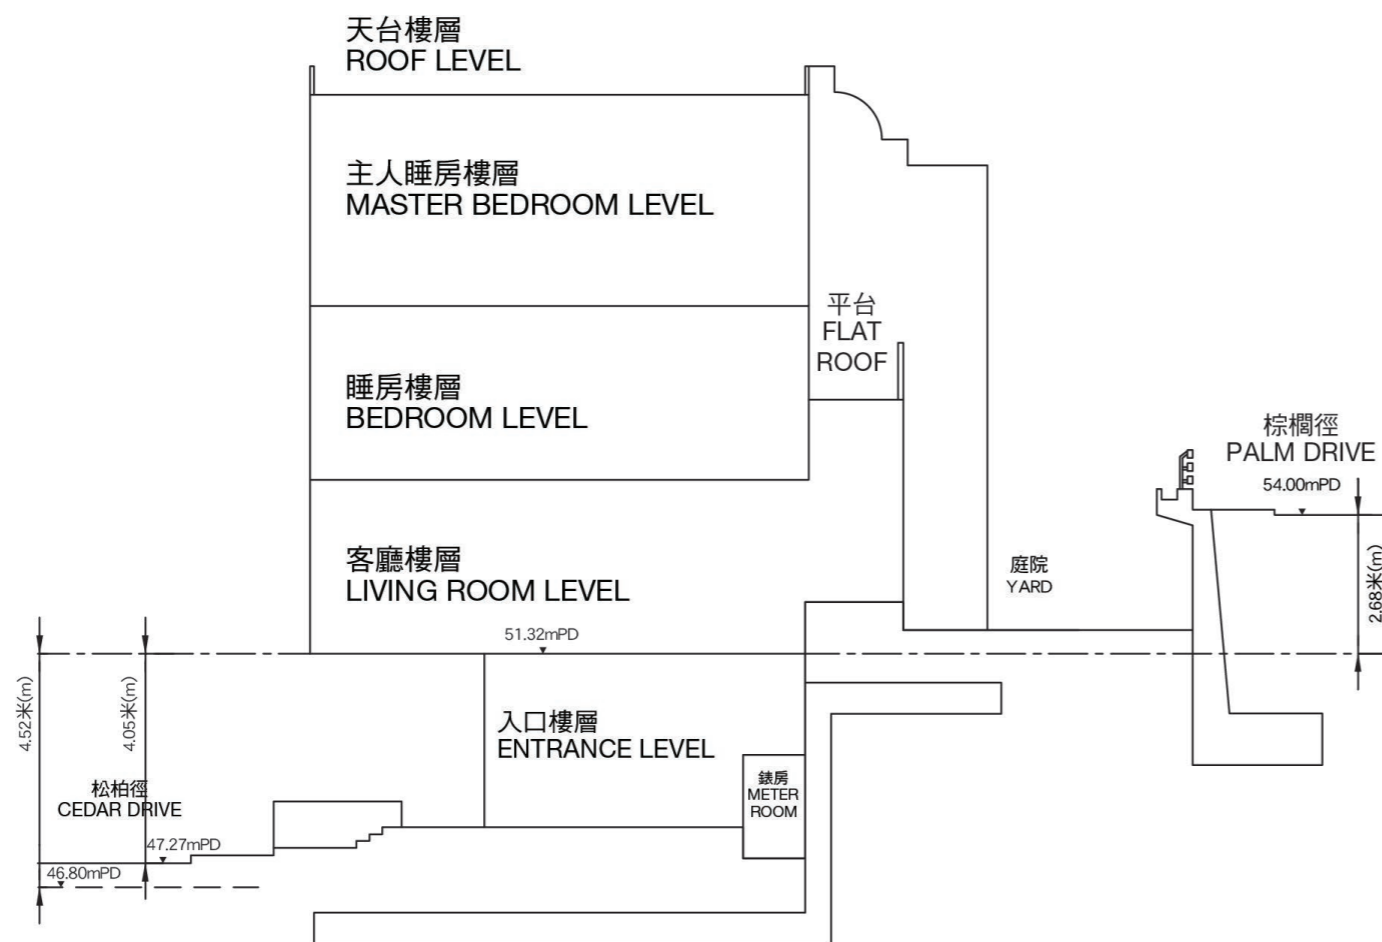 天台樓層
ROOF LEVEL
主人睡房樓層
MASTER BEDROOM LEVEL
平台
FLAT
ROOF
睡房樓層
BEDROOM LEVEL
棕櫚徑
PALM DRIVE
54.00mPD
2.68米(m)
客廳樓層
LIVING ROOM LEVEL
庭院
YARD
51.32mPD
4.52米(m)
4.05米(m)
入口樓層
ENTRANCE LEVEL
錶房
METER
ROOM
松柏徑
CEDAR DRIVE
47.27mPD
46.80mPD